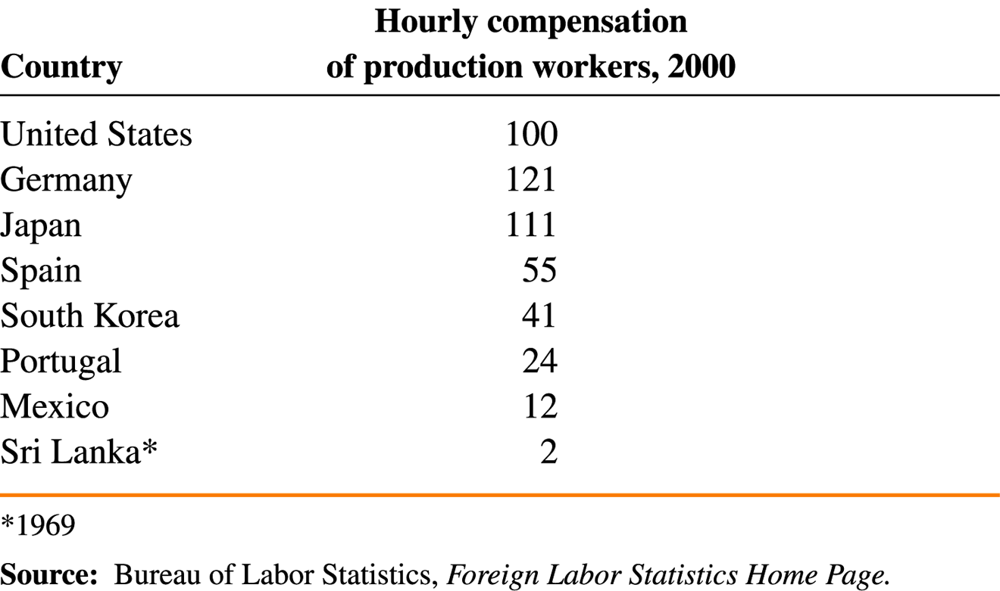 Hourly compensation
Country of production workers, 2000
United States 100
Germany 121
Japan 111
Spain 55
South Korea 41
Portugal 24
Mexico 12
Sri Lanka* 2
*1969
Source: Bureau of Labor Statistics, Foreign Labor Statistics Home Page.